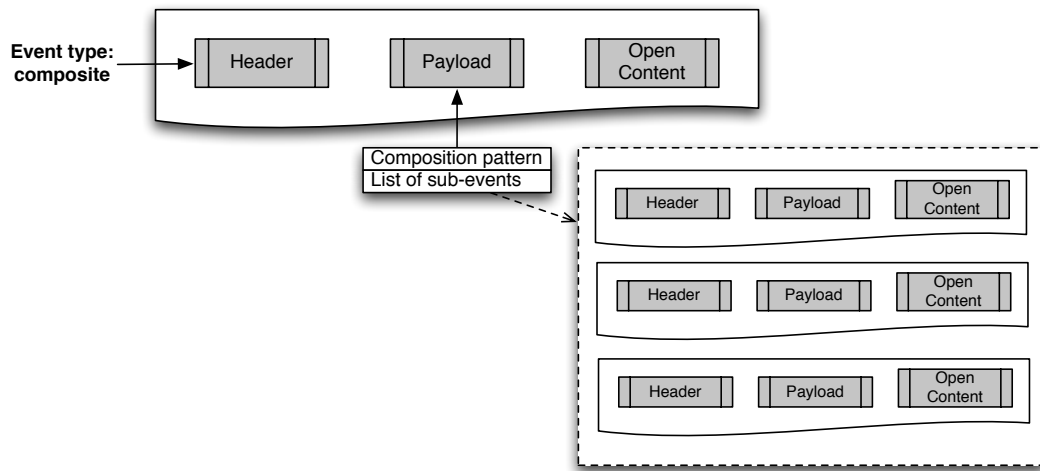 Event type:
composite
Header
Payload
Open
Content
Composition pattern
List of sub-events
Header
Payload
Open
Content
Header
Payload
Open
Content
Header
Payload
Open
Content